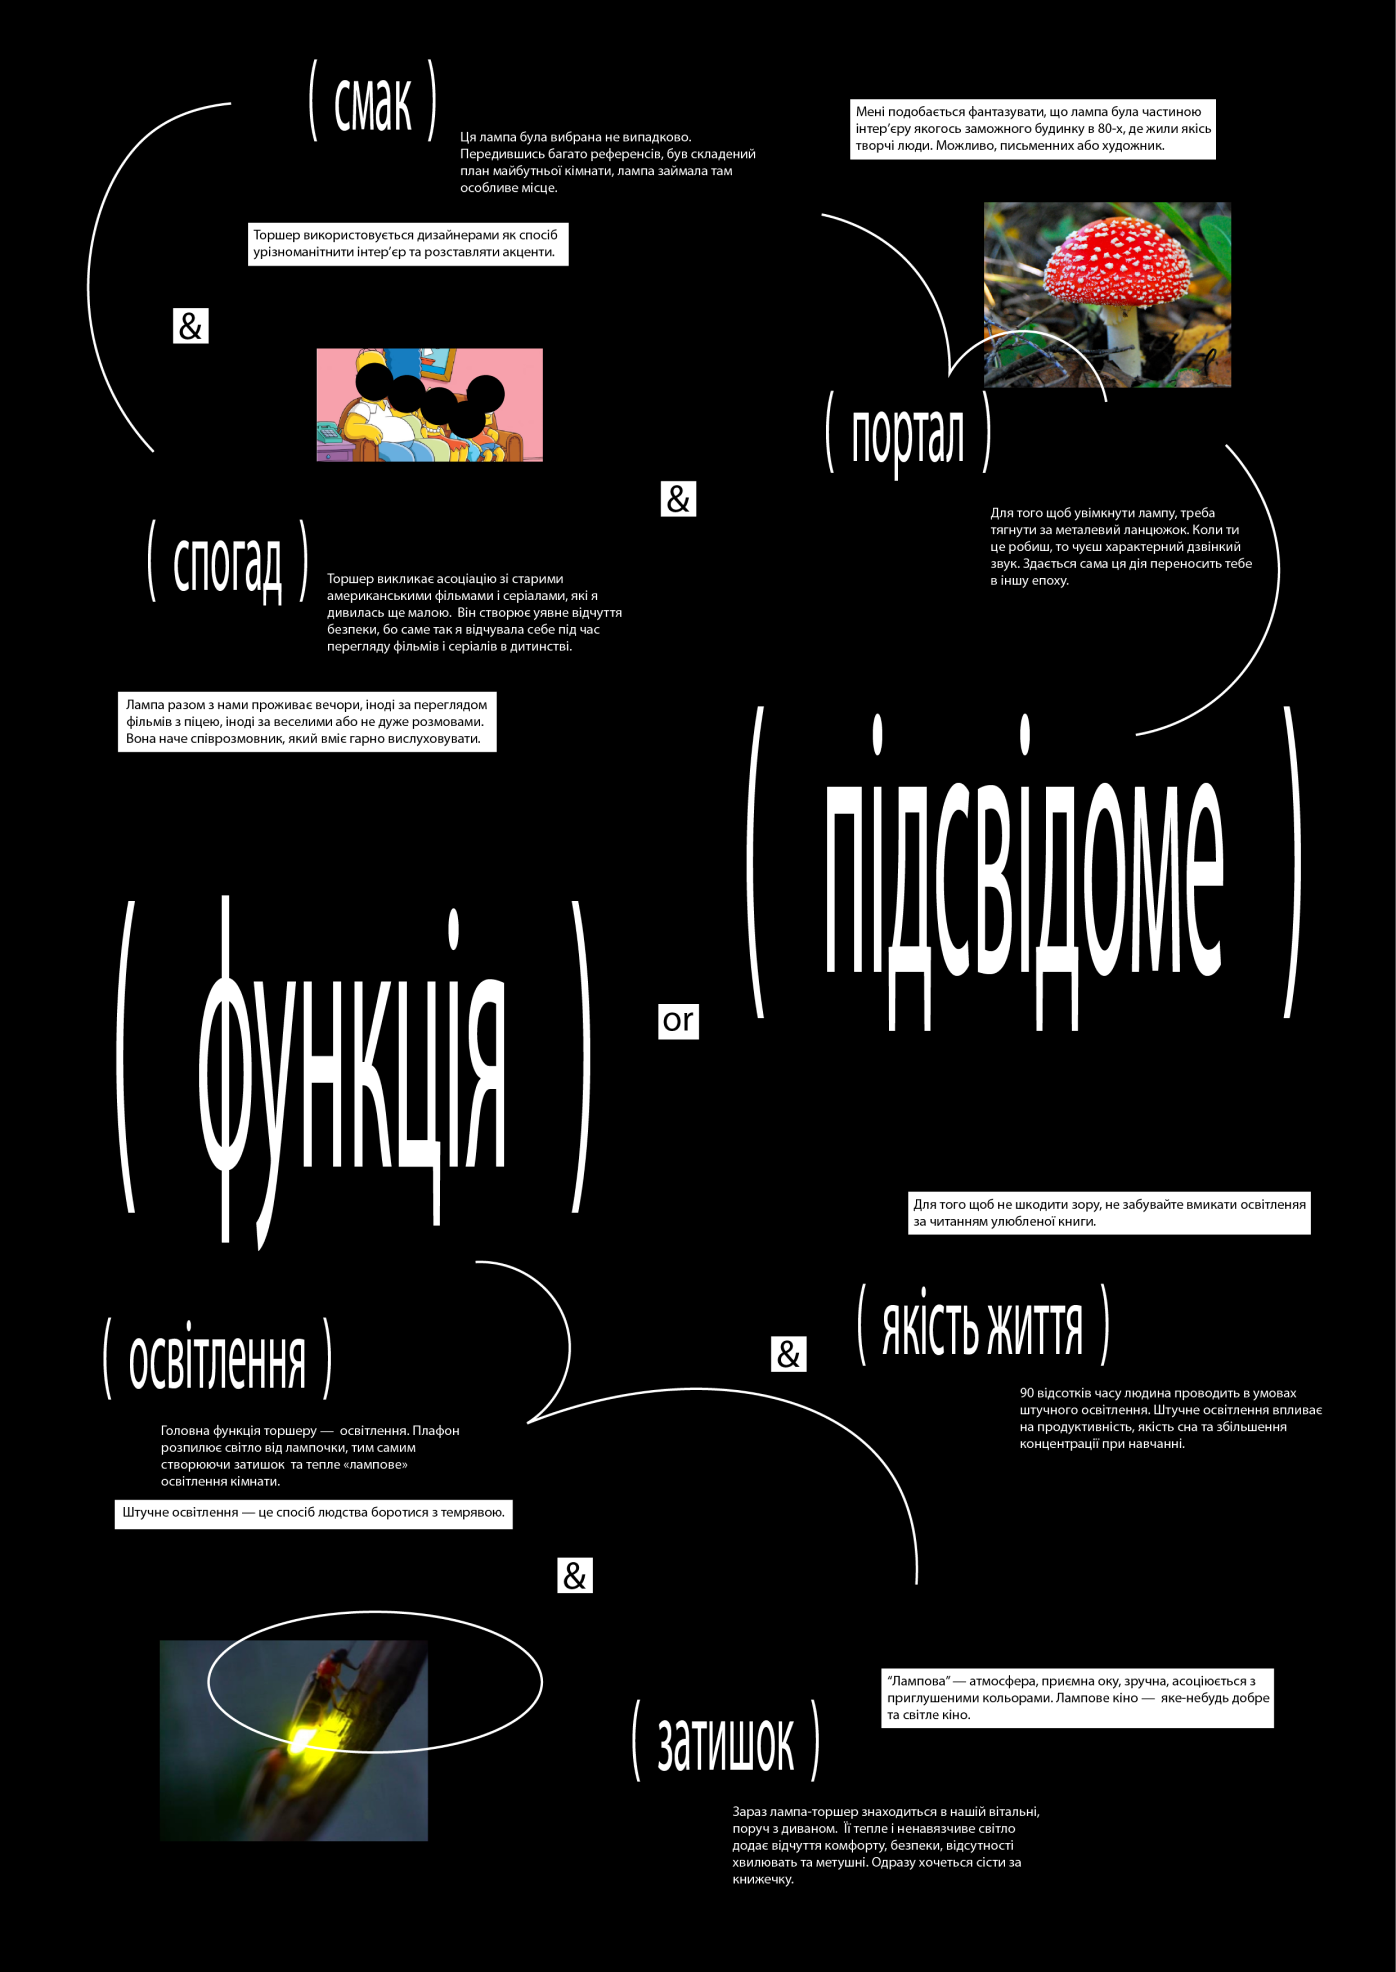 ( смак )
Ця лампа була вибрана не випадково.
Передившись багато референсів, був складений
план майбутньої кімнати, лампа займала там
особливе місце.
Мені подобається фантазувати, що лампа була частиною
інтер’єру якогось заможного будинку в 80-х, де жили якісь
творчі люди. Можливо, письменних або художник.
Торшер використовується дизайнерами як спосіб
урізноманітнити інтер’єр та розставляти акценти.
&
( портал )
&
Для того щоб увімкнути лампу, треба
тягнути за металевий ланцюжок. Коли ти
це робиш, то чуєш характерний дзвінкий
звук. Здається сама ця дія переносить тебе
в іншу епоху.
( спогад )
Торшер викликає асоціацію зі старими
американськими фільмами і серіалами, які я
дивилась ще малою.  Він створює уявне відчуття
безпеки, бо саме так я відчувала себе під час
перегляду фільмів і серіалів в дитинстві.
Лампа разом з нами проживає вечори, іноді за переглядом
фільмів з піцею, іноді за веселими або не дуже розмовами.
Вона наче співрозмовник, який вміє гарно вислуховувати.
( підсвідоме )
( функція )
or
Для того щоб не шкодити зору, не забувайте вмикати освітленяя
за читанням улюбленої книги.
( якість життя )
( освітлення )
&
90 відсотків часу людина проводить в умовах
штучного освітлення. Штучне освітлення впливає
на продуктивність, якість сна та збільшення
концентрації при навчанні.
Головна функція торшеру —  освітлення. Плафон
розпилює світло від лампочки, тим самим
створюючи затишок  та тепле «лампове»
освітлення кімнати.
Штучне освітлення — це спосіб людства боротися з темрявою.
&
“Лампова” — атмосфера, приємна оку, зручна, асоціюється з
приглушеними кольорами. Лампове кіно —  яке-небудь добре
та світле кіно.
( затишок )
Зараз лампа-торшер знаходиться в нашій вітальні,
поруч з диваном.  Її тепле і ненавязчиве світло
додає відчуття комфорту, безпеки, відсутності
хвилювать та метушні. Одразу хочеться сісти за
книжечку.